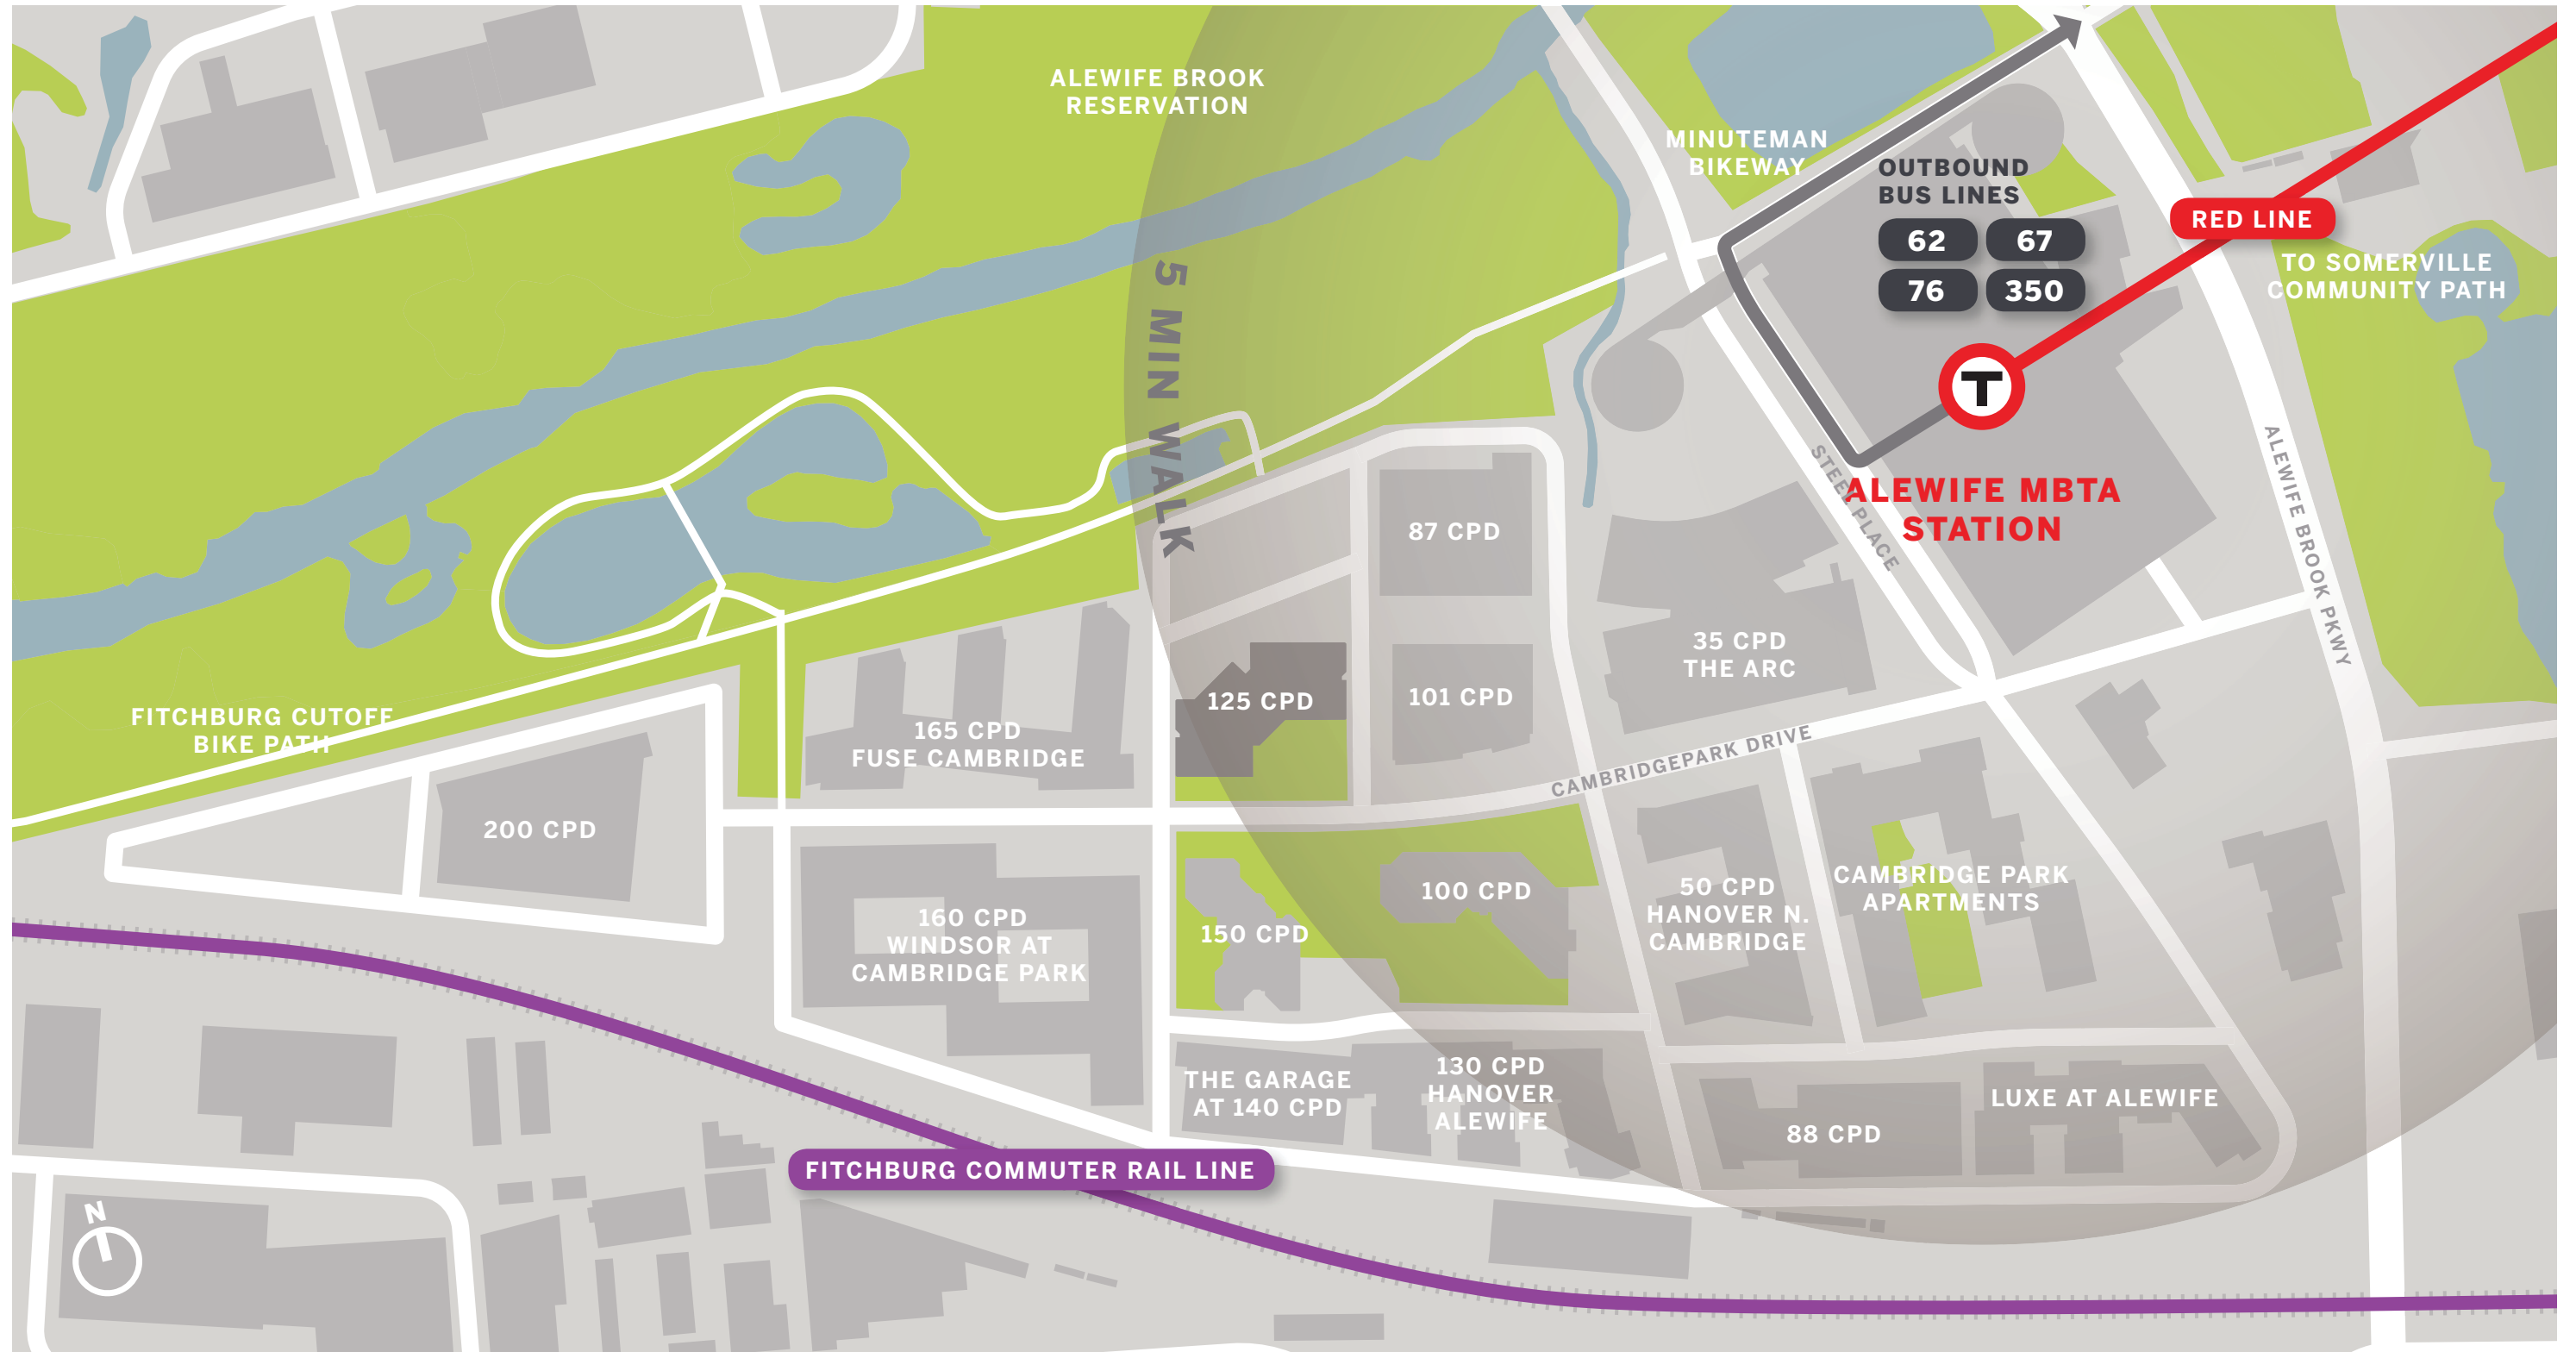 ALEWIFE BROOK
RESERVATION
MINUTEMAN
BIKEWAY
OUTBOUND
BUS LINES
62
67
76
350
RED LINE
TO SOMERVILLE
COMMUNITY PATH
5 MIN WALK
T
ALEWIFE MBTA
STATION
STEEL PLACE
ALEWIFE BROOK PKWY
87 CPD
35 CPD
THE ARC
125 CPD
101 CPD
FITCHBURG CUTOFF
BIKE PATH
165 CPD
FUSE CAMBRIDGE
CAMBRIDGEPARK DRIVE
200 CPD
160 CPD
WINDSOR AT
CAMBRIDGE PARK
150 CPD
100 CPD
50 CPD
HANOVER N.
CAMBRIDGE
CAMBRIDGE PARK
APARTMENTS
THE GARAGE
AT 140 CPD
130 CPD
HANOVER
ALEWIFE
88 CPD
LUXE AT ALEWIFE
FITCHBURG COMMUTER RAIL LINE
N